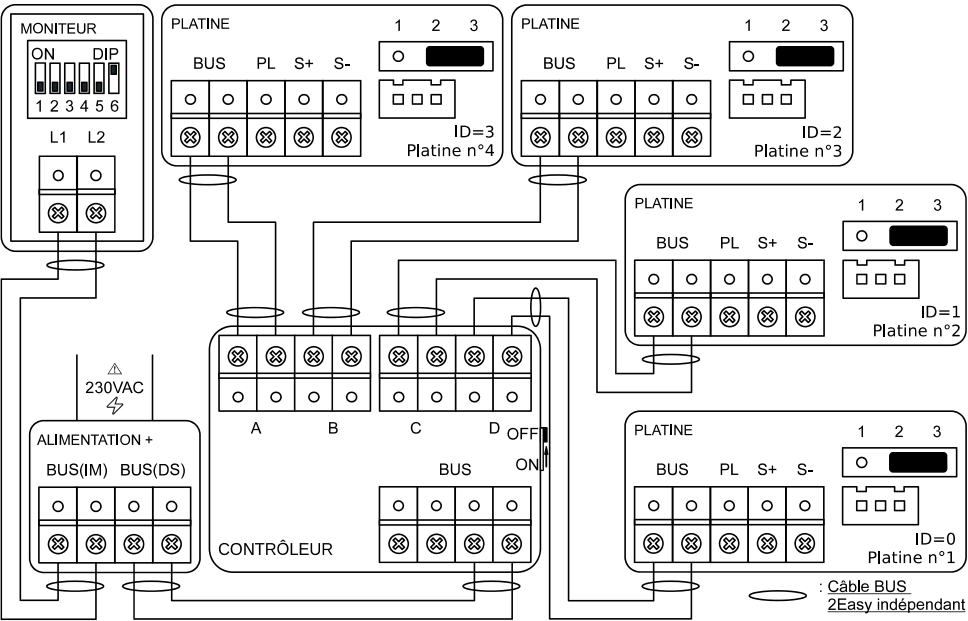 MONITEUR
ON DIP
1 2 3 4 5 6
L1 L2
PLATINE
1 2 3
BUS PL S+ S-
ID=3
Platine n°4
PLATINE
1 2 3
BUS PL S+ S-
ID=2
Platine n°3
PLATINE
1 2 3
BUS PL S+ S-
ID=1
Platine n°2
230VAC
ALIMENTATION +
BUS(IM) BUS(DS)
A B C D
OFF
ON
BUS
CONTRÔLEUR
PLATINE
1 2 3
BUS PL S+ S-
ID=0
Platine n°1
: Câble BUS
2Easy indépendant